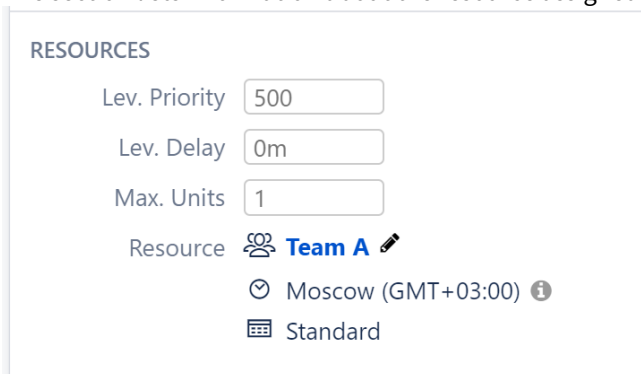 RESOURCES
Lev. Priority 500
Lev. Delay 0m
Max. Units 1
Resource Team A
Moscow (GMT+03:00)
Standard